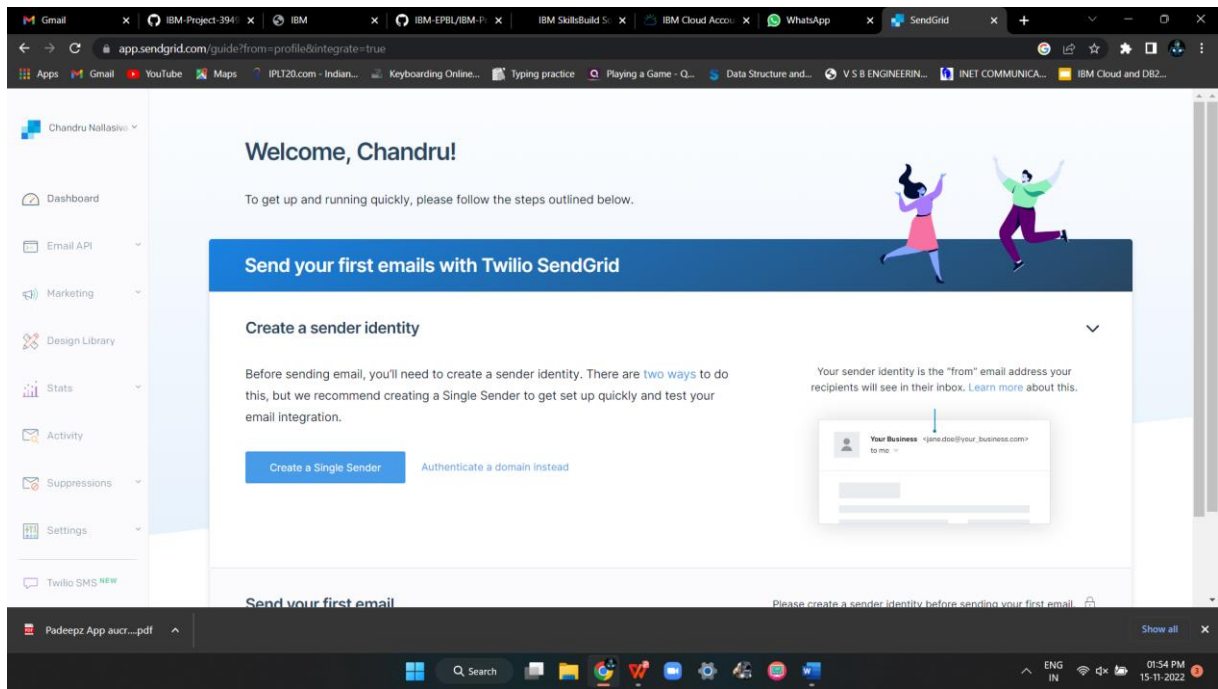 Gmail
IBM-Project-3949
IBM
IBM-EPBL/IBM-Pr
IBM SkillsBuild So
IBM Cloud Accou
WhatsApp
SendGrid
app.sendgrid.com/guide?from=profile&integrate=true
Apps
Gmail
YouTube
Maps
IPLT20.com - Indian...
Keyboarding Online...
Typing practice
Playing a Game - Q...
Data Structure and...
V S B ENGINEERIN...
INET COMMUNICA...
IBM Cloud and DB2...
Chandru Nallasivo
Dashboard
Email API
Marketing
Design Library
Stats
Activity
Suppressions
Settings
Twilio SMS NEW
Welcome, Chandru!
To get up and running quickly, please follow the steps outlined below.
Send your first emails with Twilio SendGrid
Create a sender identity
Before sending email, you'll need to create a sender identity. There are two ways to do
this, but we recommend creating a Single Sender to get set up quickly and test your
email integration.
Create a Single Sender
Authenticate a domain instead
Your sender identity is the "from" email address your
recipients will see in their inbox. Learn more about this.
Your Business <jane.doe@your_business.com>
to me
Send your first email
Please create a sender identity before sending your first email.
Padeepz App aucr....pdf
Show all
Search
ENG
IN
01:54 PM
15-11-2022
3